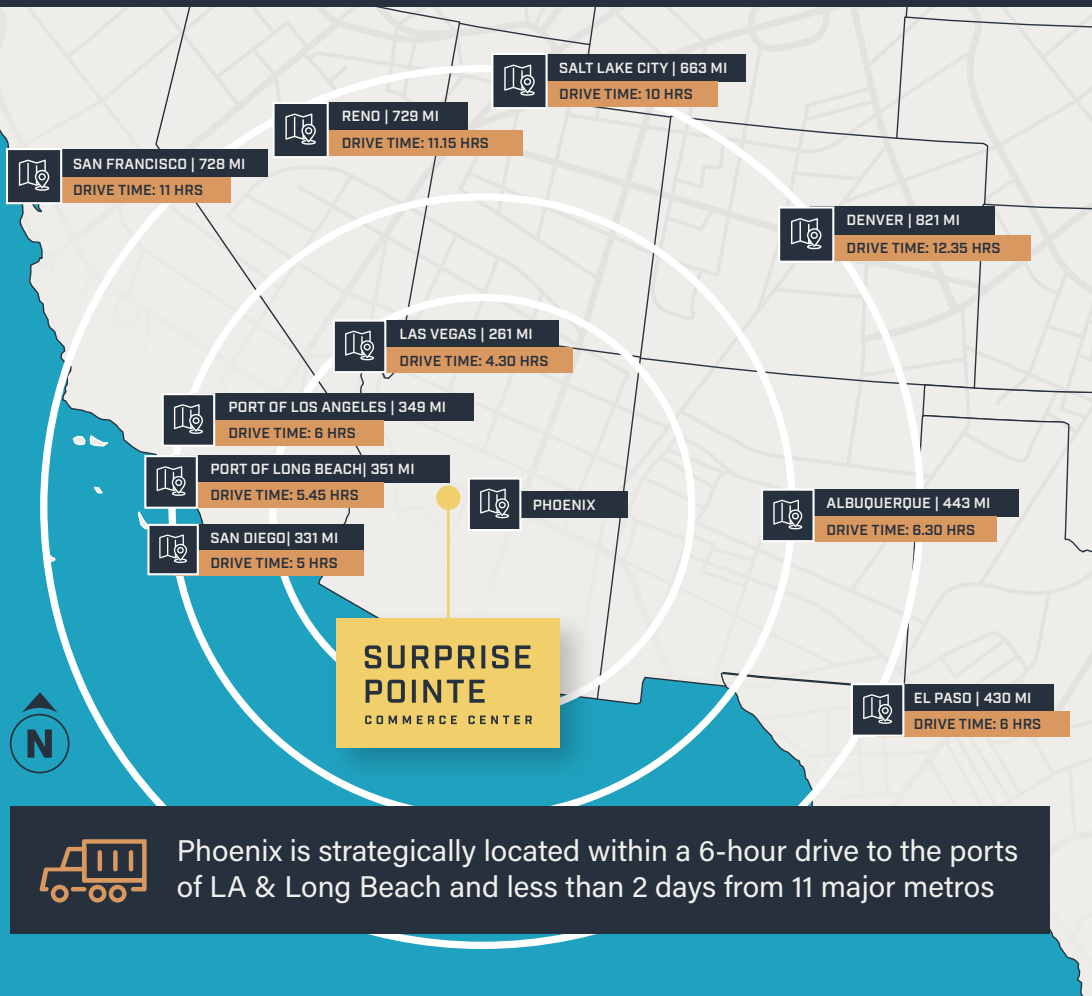 SALT LAKE CITY | 663 MI
DRIVE TIME: 10 HRS
RENO | 729 MI
DRIVE TIME: 11.15 HRS
SAN FRANCISCO | 728 MI
DRIVE TIME: 11 HRS
DENVER | 821 MI
DRIVE TIME: 12.35 HRS
LAS VEGAS | 261 MI
DRIVE TIME: 4.30 HRS
PORT OF LOS ANGELES | 349 MI
DRIVE TIME: 6 HRS
PORT OF LONG BEACH| 351 MI
DRIVE TIME: 5.45 HRS
PHOENIX
ALBUQUERQUE | 443 MI
DRIVE TIME: 6.30 HRS
SAN DIEGO| 331 MI
DRIVE TIME: 5 HRS
SURPRISE
POINTE
COMMERCE CENTER
EL PASO | 430 MI
DRIVE TIME: 6 HRS
N
Phoenix is strategically located within a 6-hour drive to the ports
of LA & Long Beach and less than 2 days from 11 major metros